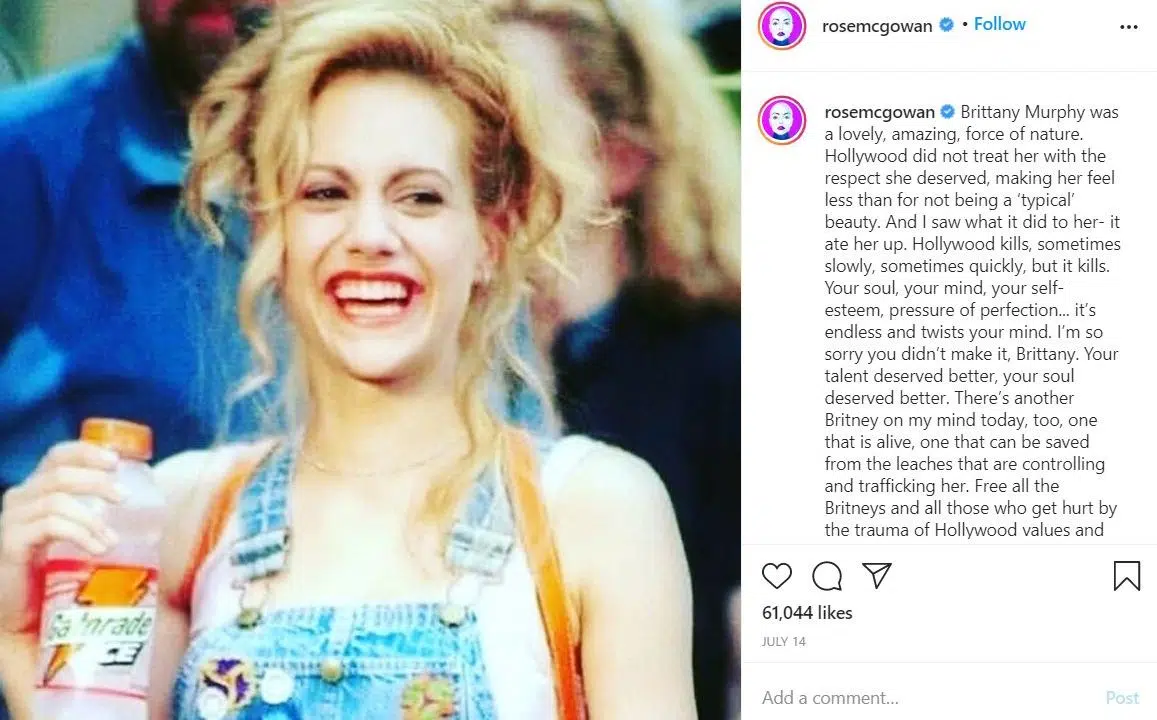 rosemcgowan • Follow
rosemcgowan Brittany Murphy was
a lovely, amazing, force of nature.
Hollywood did not treat her with the
respect she deserved, making her feel
less than for not being a ‘typical’
beauty. And I saw what it did to her- it
ate her up. Hollywood kills, sometimes
slowly, sometimes quickly, but it kills.
Your soul, your mind, your self-
esteem, pressure of perfection... it’s
endless and twists your mind. I’m so
sorry you didn’t make it, Brittany. Your
talent deserved better, your soul
deserved better. There’s another
Britney on my mind today, too, one
that is alive, one that can be saved
from the leaches that are controlling
and trafficking her. Free all the
Britneys and all those who get hurt by
the trauma of Hollywood values and
61,044 likes
JULY 14
Add a comment...
Post
ICE